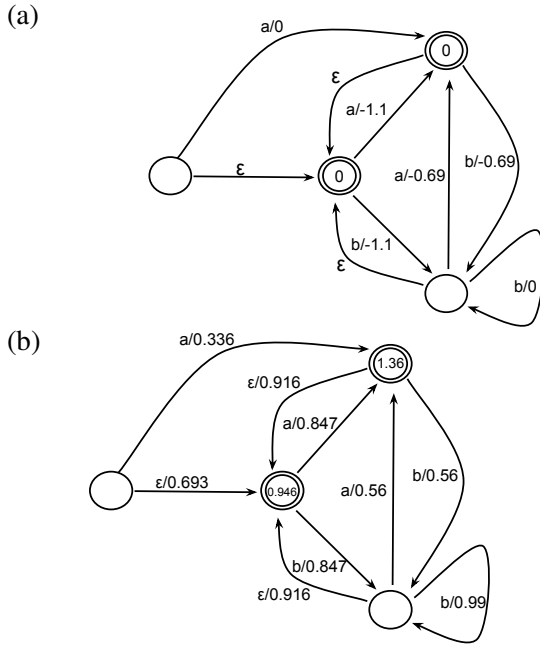 (a)
a/0
0
ε
a/-1.1
ε
0
a/-0.69
b/-0.69
b/-1.1
ε
b/0
(b)
a/0.336
1.36
ε/0.916
a/0.847
ε/0.693
0.946
a/0.56
b/0.56
b/0.847
ε/0.916
b/0.99